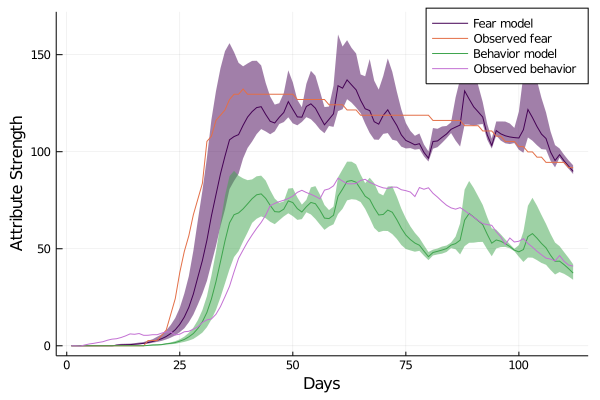 Fear model
Observed fear
Behavior model
Observed behavior
150
100
50
0
Attribute Strength
0 25 50 75 100
Days